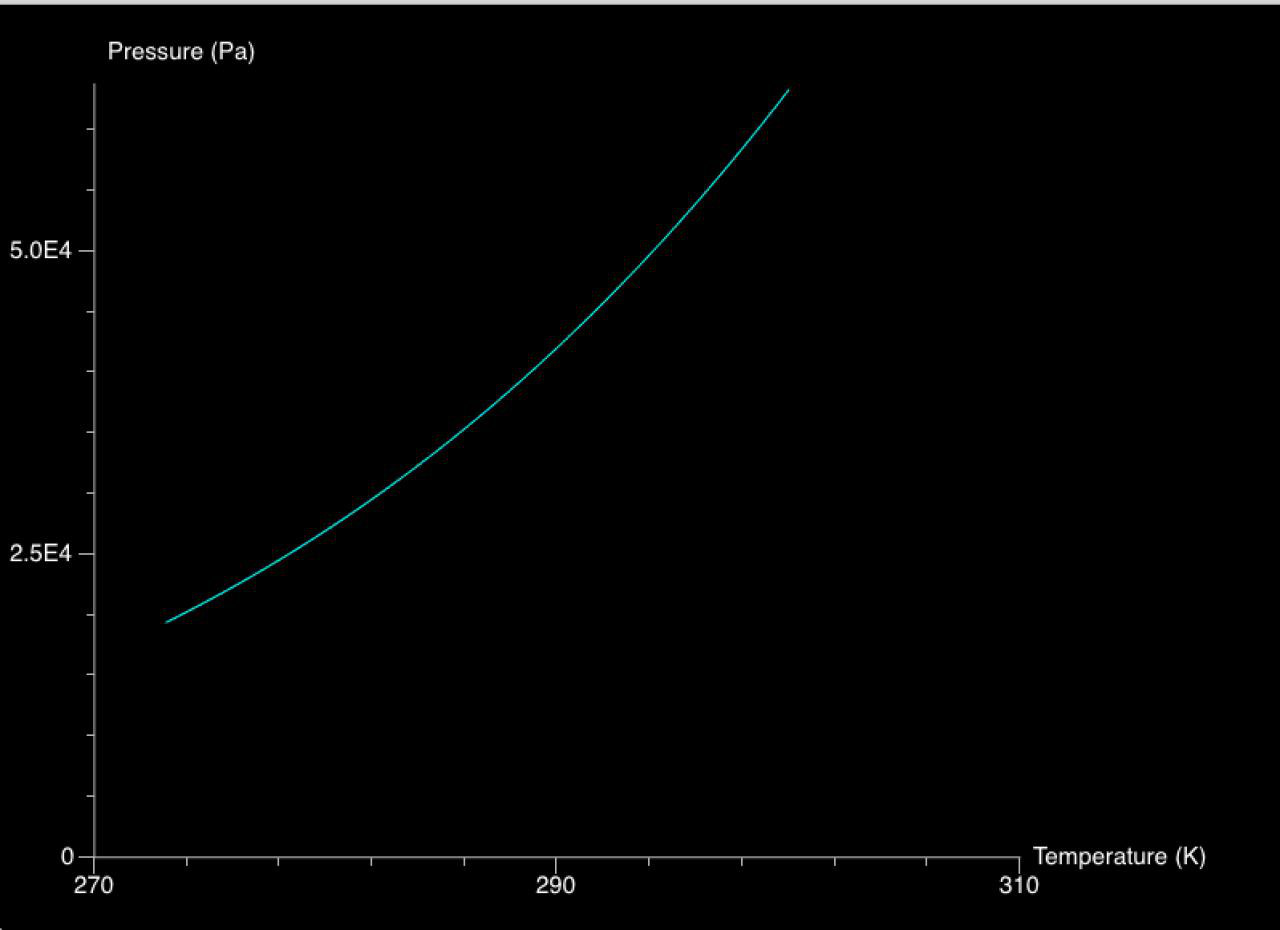 Pressure (Pa)
5.0E4
2.5E4
0
Temperature (K)
270
290
310